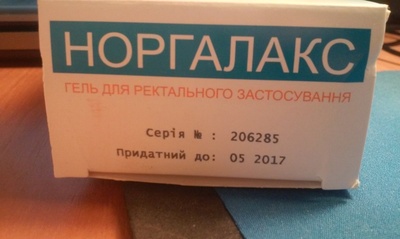 НОРГАЛАКС
ГЕЛЬ ДЛЯ РЕКТАЛЬНОГО ЗАСТОСУВАННЯ
Серія № : 206285
Придатний до: 05 2017